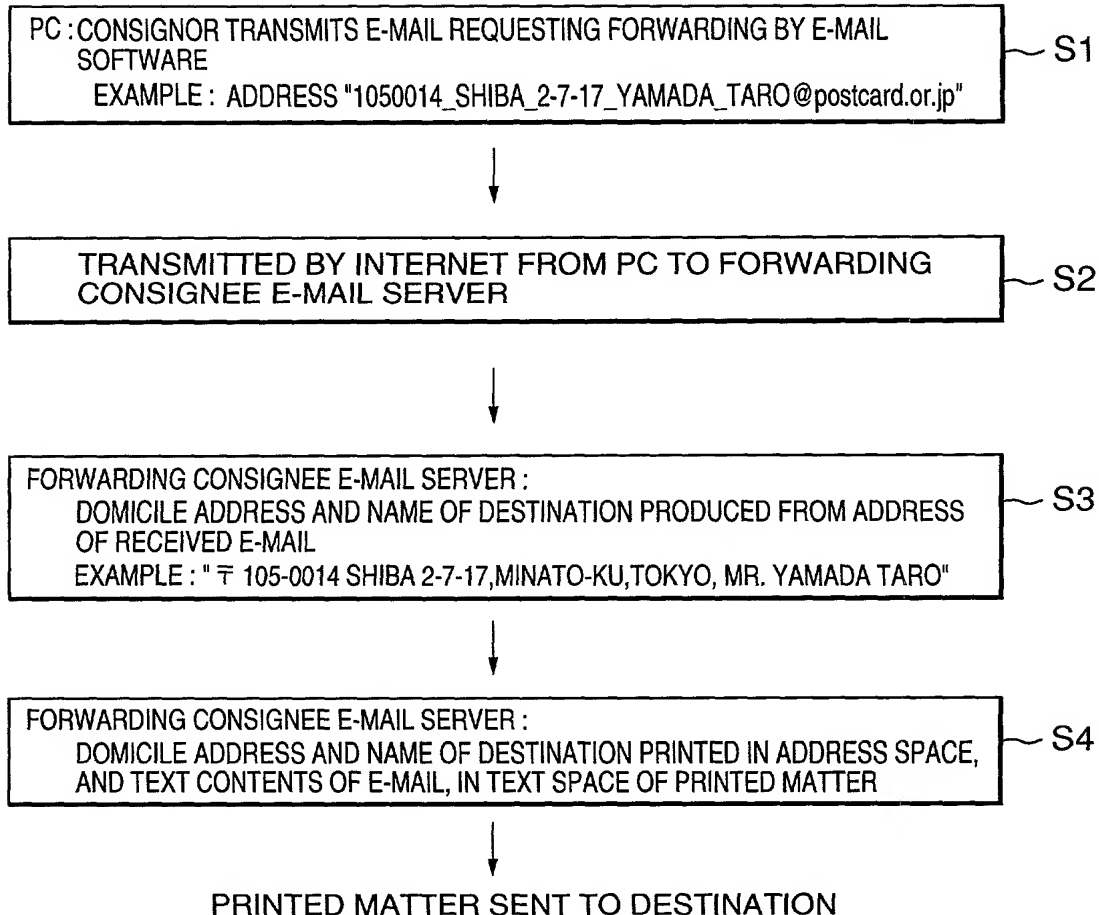 PC : CONSIGNOR TRANSMITS E-MAIL REQUESTING FORWARDING BY E-MAIL
SOFTWARE
EXAMPLE : ADDRESS "1050014_SHIBA_2-7-17_YAMADA_TARO@postcard.or.jp"
S1
TRANSMITTED BY INTERNET FROM PC TO FORWARDING
CONSIGNEE E-MAIL SERVER
S2
FORWARDING CONSIGNEE E-MAIL SERVER :
DOMICILE ADDRESS AND NAME OF DESTINATION PRODUCED FROM ADDRESS
OF RECEIVED E-MAIL
EXAMPLE : " 〒 105-0014 SHIBA 2-7-17,MINATO-KU,TOKYO, MR. YAMADA TARO"
S3
FORWARDING CONSIGNEE E-MAIL SERVER :
DOMICILE ADDRESS AND NAME OF DESTINATION PRINTED IN ADDRESS SPACE,
AND TEXT CONTENTS OF E-MAIL, IN TEXT SPACE OF PRINTED MATTER
S4
PRINTED MATTER SENT TO DESTINATION